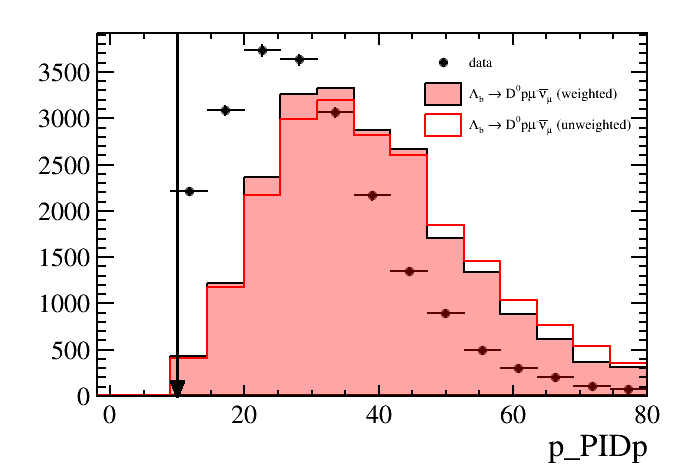 data
Λb → D⁰pμν̅μ (weighted)
Λb → D⁰pμν̅μ (unweighted)
3500
3000
2500
2000
1500
1000
500
0
0 20 40 60 80
p_PIDp